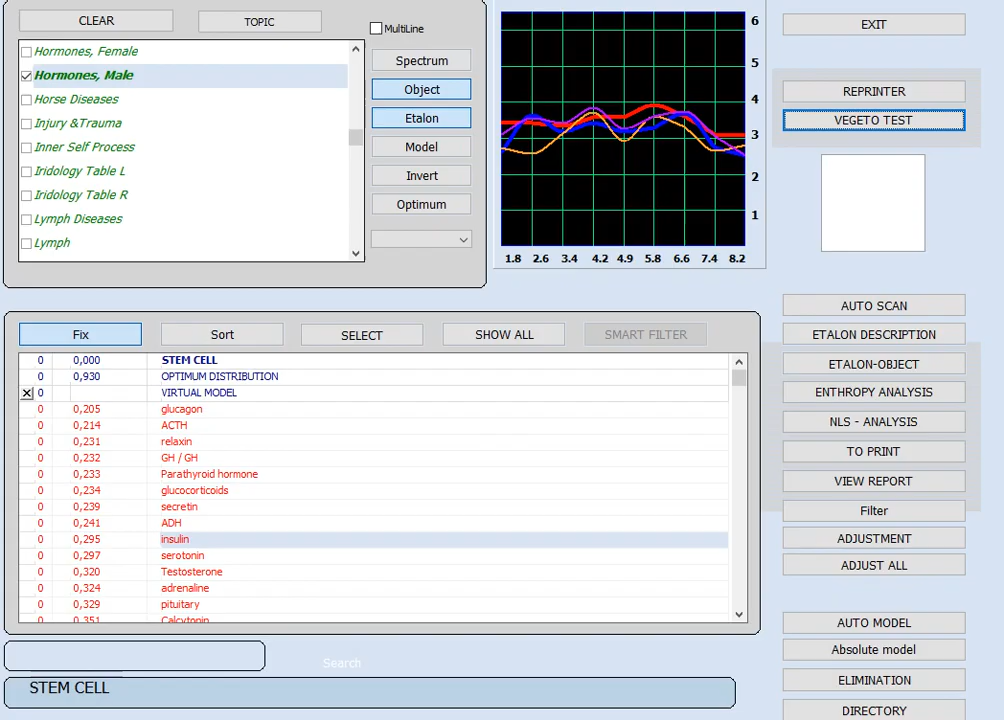 CLEAR
TOPIC
MultiLine
Hormones, Female
Hormones, Male
Horse Diseases
Injury &Trauma
Inner Self Process
Iridology Table L
Iridology Table R
Lymph Diseases
Lymph
Spectrum
Object
Etalon
Model
Invert
Optimum
6
5
4
3
2
1
1.8 2.6 3.4 4.2 4.9 5.8 6.6 7.4 8.2
EXIT
REPRINTER
VEGETO TEST
Fix Sort SELECT SHOW ALL SMART FILTER
0 0,000 STEM CELL
0 0,930 OPTIMUM DISTRIBUTION
0 VIRTUAL MODEL
0 0,205 glucagon
0 0,214 ACTH
0 0,231 relaxin
0 0,232 GH / GH
0 0,233 Parathyroid hormone
0 0,234 glucocorticoids
0 0,239 secretin
0 0,241 ADH
0 0,295 insulin
0 0,297 serotonin
0 0,320 Testosterone
0 0,324 adrenaline
0 0,329 pituitary
0 0,351 Calcytonin
AUTO SCAN
ETALON DESCRIPTION
ETALON-OBJECT
ENTHROPY ANALYSIS
NLS - ANALYSIS
TO PRINT
VIEW REPORT
Filter
ADJUSTMENT
ADJUST ALL
AUTO MODEL
Absolute model
ELIMINATION
DIRECTORY
Search
STEM CELL